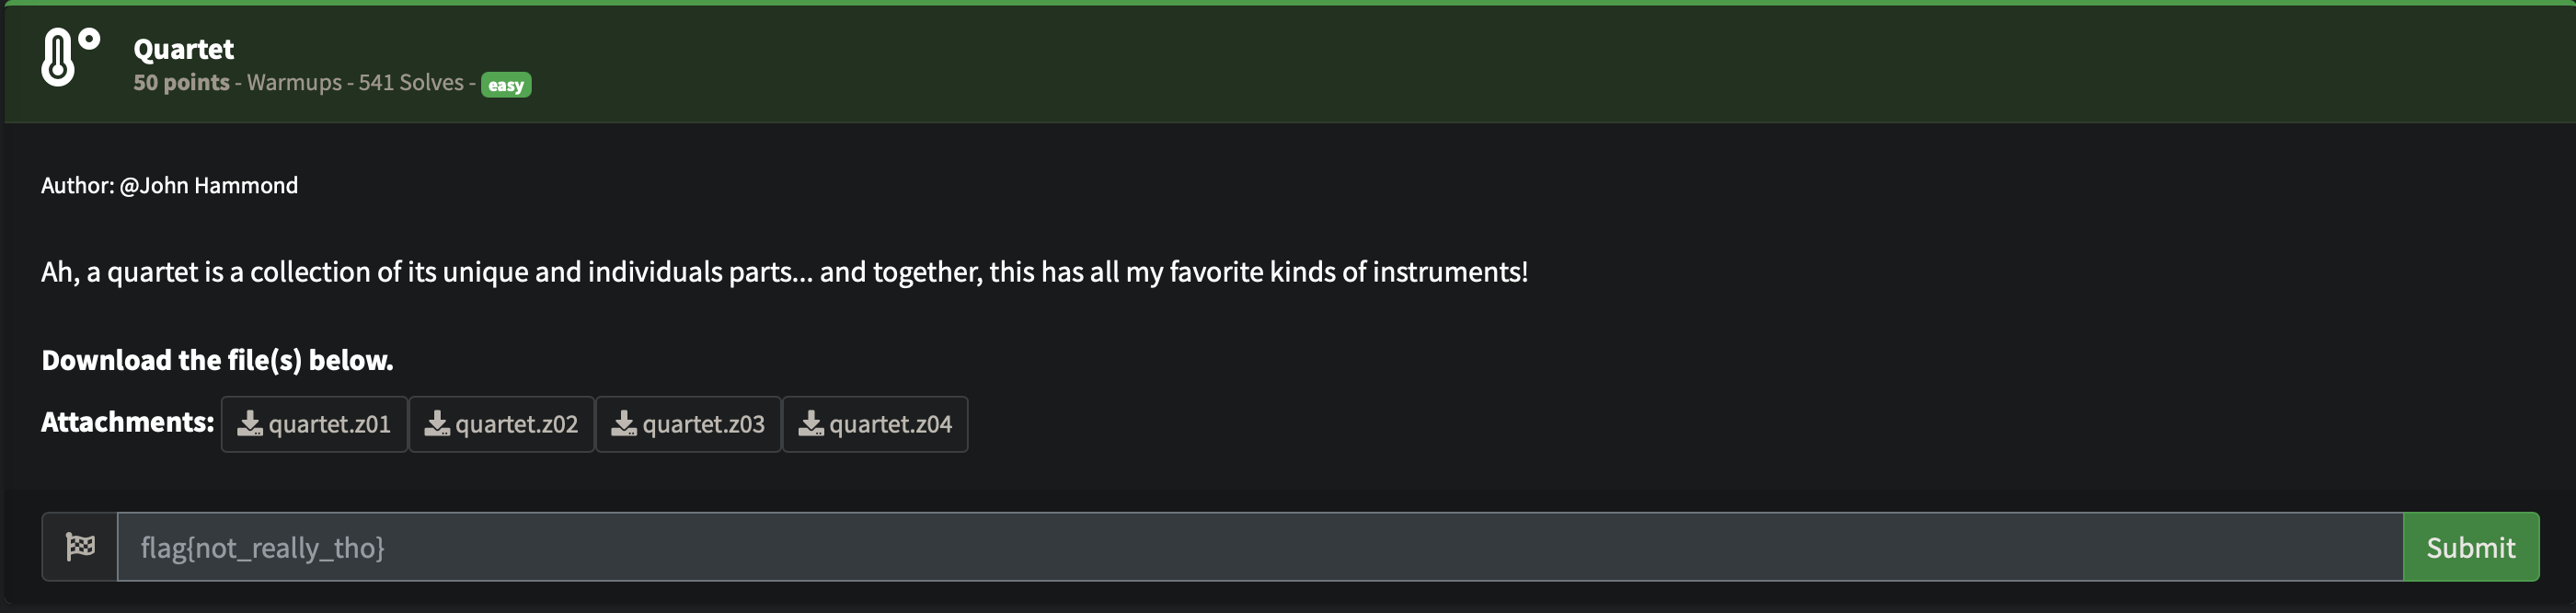 Quartet
50 points - Warmups - 541 Solves - easy
Author: @John Hammond
Ah, a quartet is a collection of its unique and individuals parts... and together, this has all my favorite kinds of instruments!
Download the file(s) below.
Attachments: quartet.z01 quartet.z02 quartet.z03 quartet.z04
flag{not_really_tho} Submit